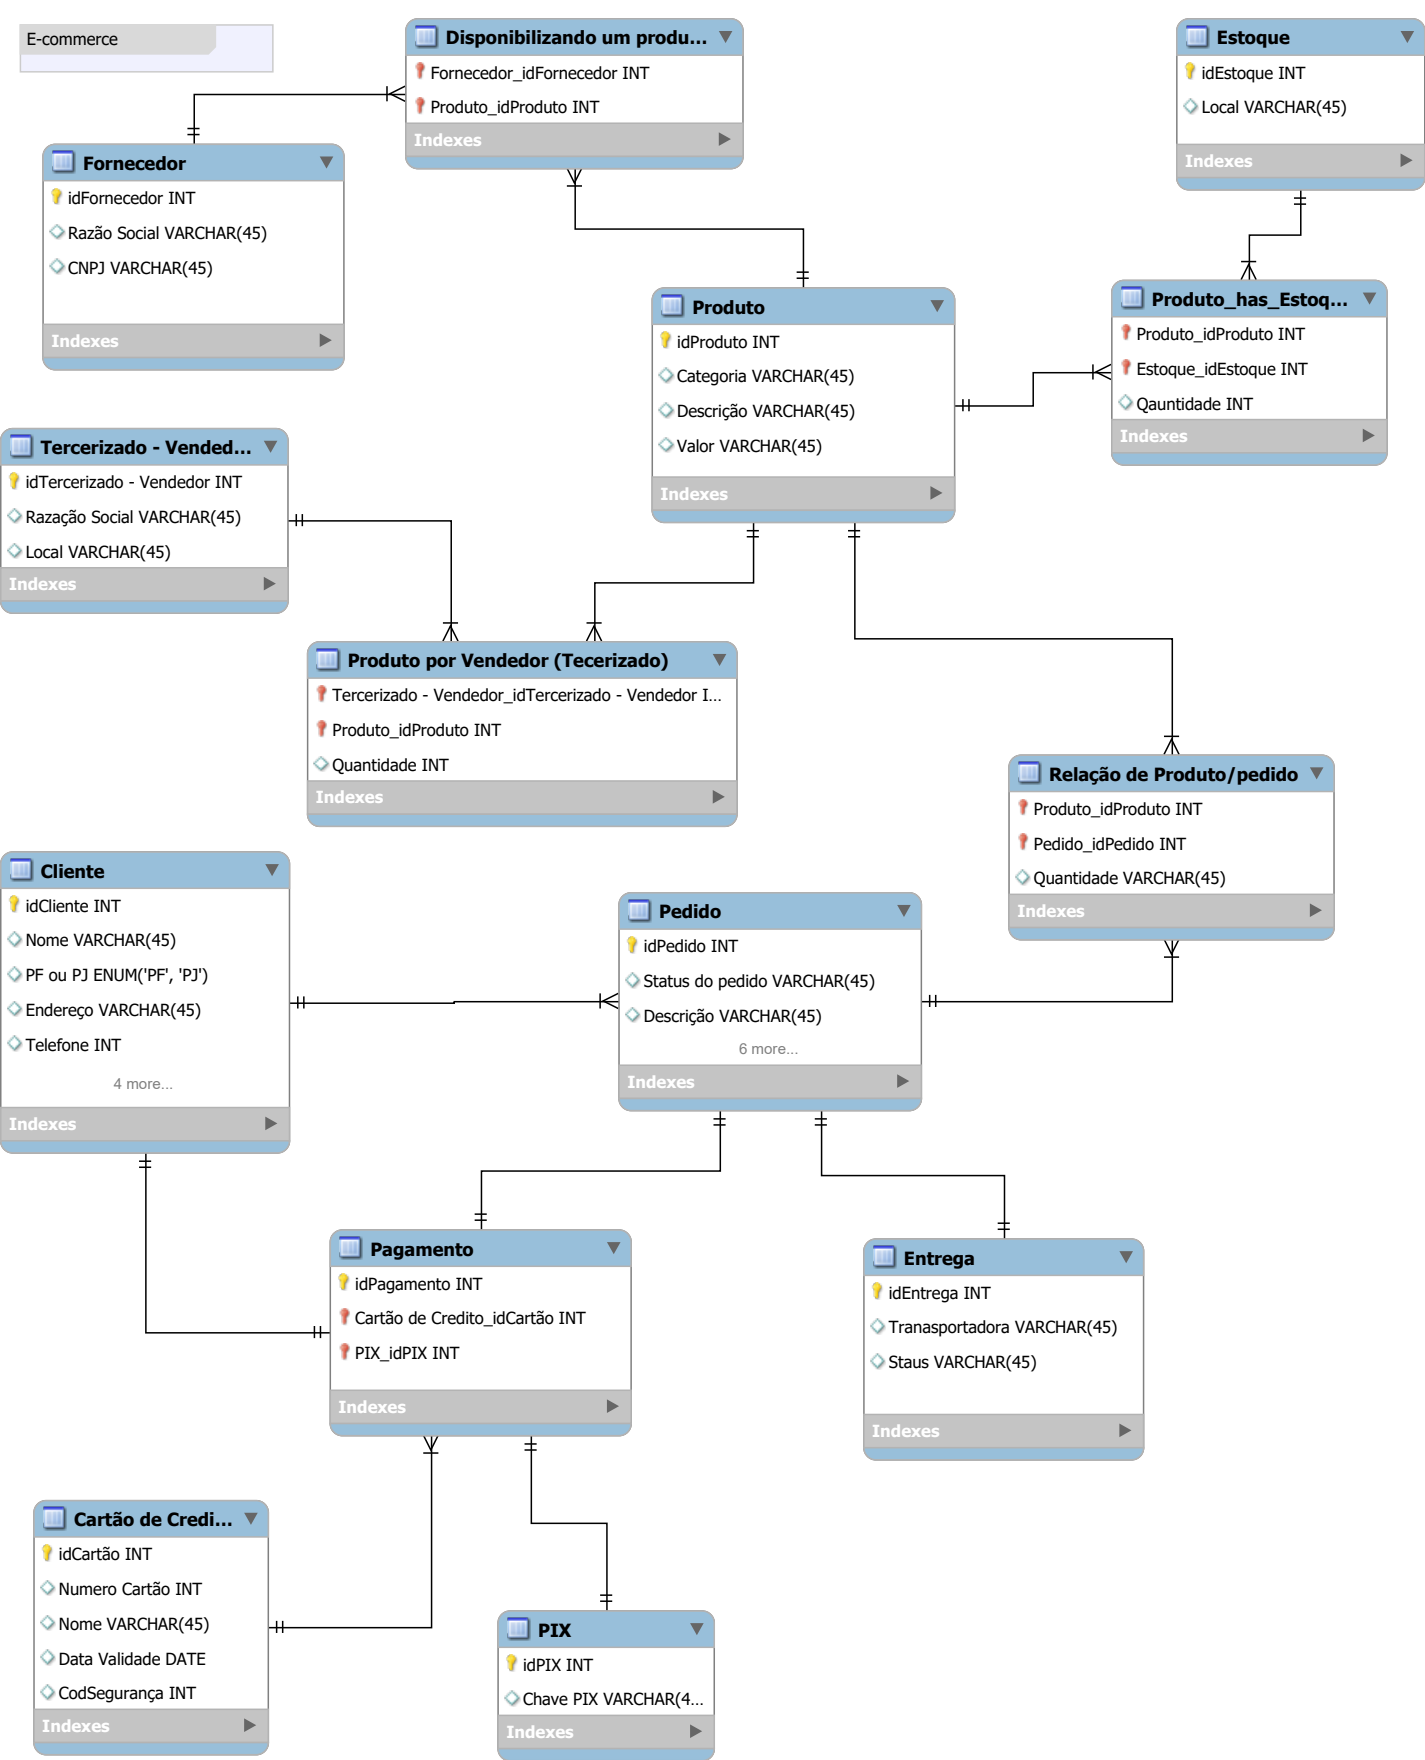 E-commerce
Disponibilizando um produ...
Fornecedor_idFornecedor INT
Produto_idProduto INT
Indexes
Estoque
idEstoque INT
Local VARCHAR(45)
Indexes
Fornecedor
idFornecedor INT
Razão Social VARCHAR(45)
CNPJ VARCHAR(45)
Indexes
Produto
idProduto INT
Categoria VARCHAR(45)
Descrição VARCHAR(45)
Valor VARCHAR(45)
Indexes
Produto_has_Estoq...
Produto_idProduto INT
Estoque_idEstoque INT
Qauntidade INT
Indexes
Tercerizado - Vended...
idTercerizado - Vendedor INT
Razação Social VARCHAR(45)
Local VARCHAR(45)
Indexes
Produto por Vendedor (Tecerizado)
Tercerizado - Vendedor_idTercerizado - Vendedor I...
Produto_idProduto INT
Quantidade INT
Indexes
Relação de Produto/pedido
Produto_idProduto INT
Pedido_idPedido INT
Quantidade VARCHAR(45)
Indexes
Cliente
idCliente INT
Nome VARCHAR(45)
PF ou PJ ENUM('PF', 'PJ')
Endereço VARCHAR(45)
Telefone INT
4 more...
Indexes
Pedido
idPedido INT
Status do pedido VARCHAR(45)
Descrição VARCHAR(45)
6 more...
Indexes
Pagamento
idPagamento INT
Cartão de Credito_idCartão INT
PIX_idPIX INT
Indexes
Entrega
idEntrega INT
Tranasportadora VARCHAR(45)
Staus VARCHAR(45)
Indexes
Cartão de Credi...
idCartão INT
Numero Cartão INT
Nome VARCHAR(45)
Data Validade DATE
CodSegurança INT
Indexes
PIX
idPIX INT
Chave PIX VARCHAR(4...
Indexes